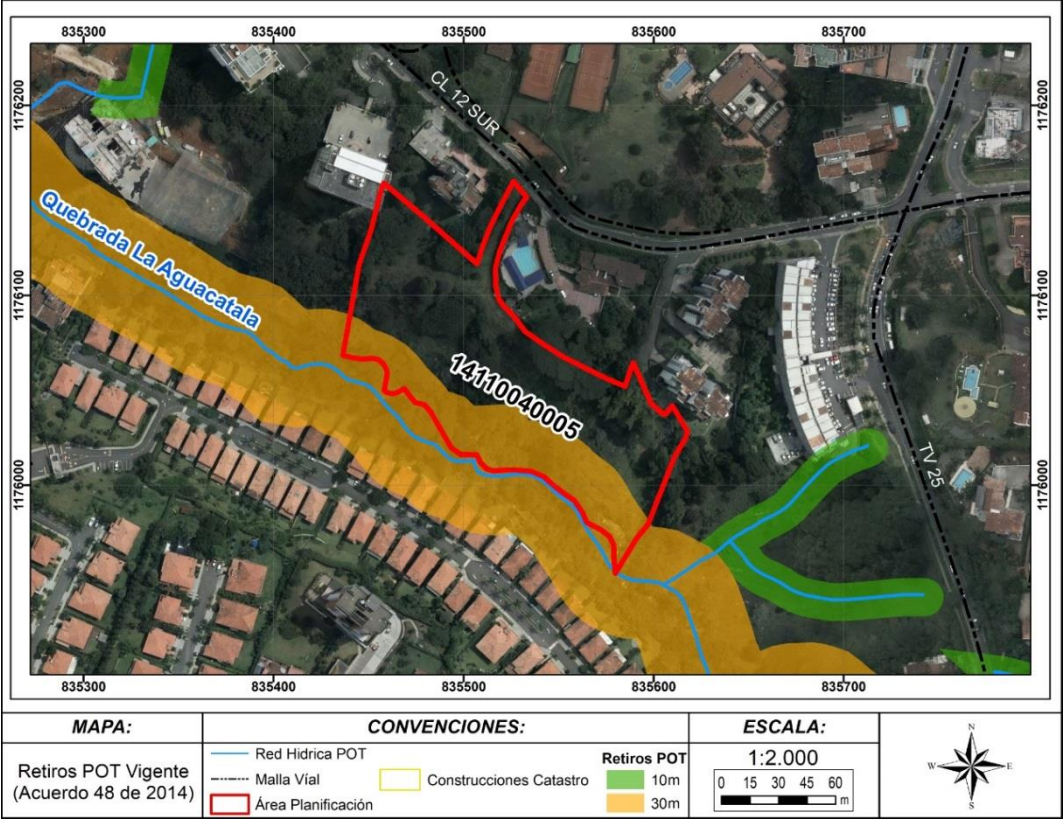 835300 835400 835500 835600 835700
1176200
1176200
CL 12 SUR
Quebrada La Aguacatala
1176100
1176100
14110040005
1176000
1176000
TV 25
835300 835400 835500 835600 835700
MAPA:
Retiros POT Vigente
(Acuerdo 48 de 2014)
CONVENCIONES:
Red Hidrica POT
Malla Víal
Área Planificación
Construcciones Catastro
Retiros POT
10m
30m
ESCALA:
1:2.000
0 15 30 45 60
m
N
W E
S